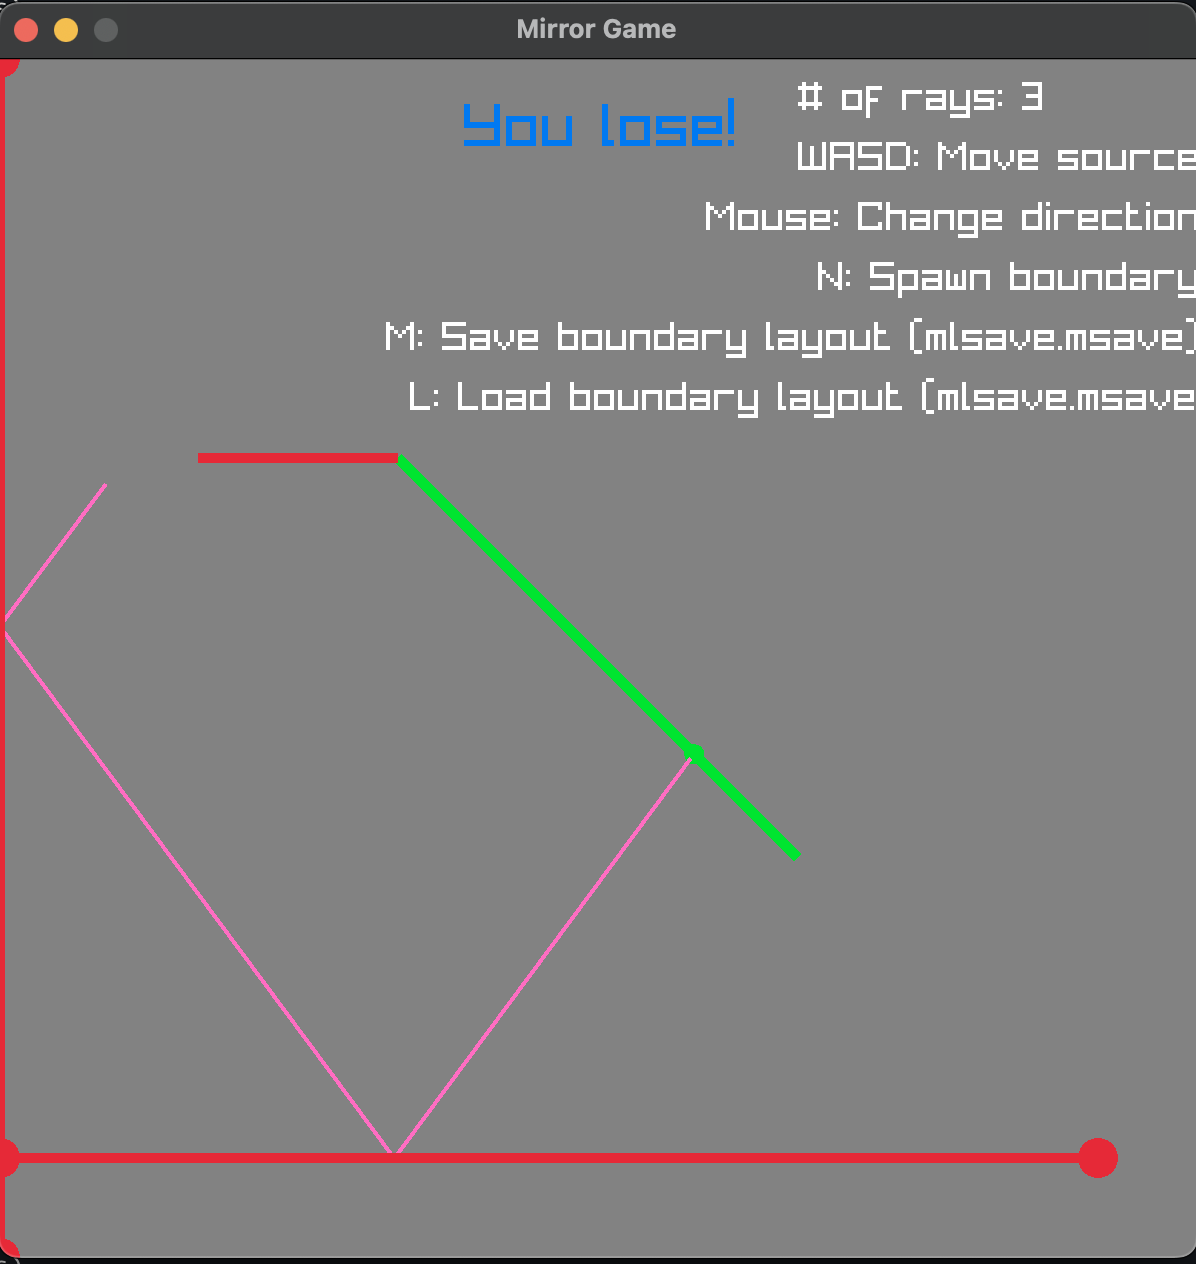 Mirror Game
You lose!
# of rays: 3
WASD: Move source
Mouse: Change direction
N: Spawn boundary
M: Save boundary layout (mlsave.msave)
L: Load boundary layout (mlsave.msave